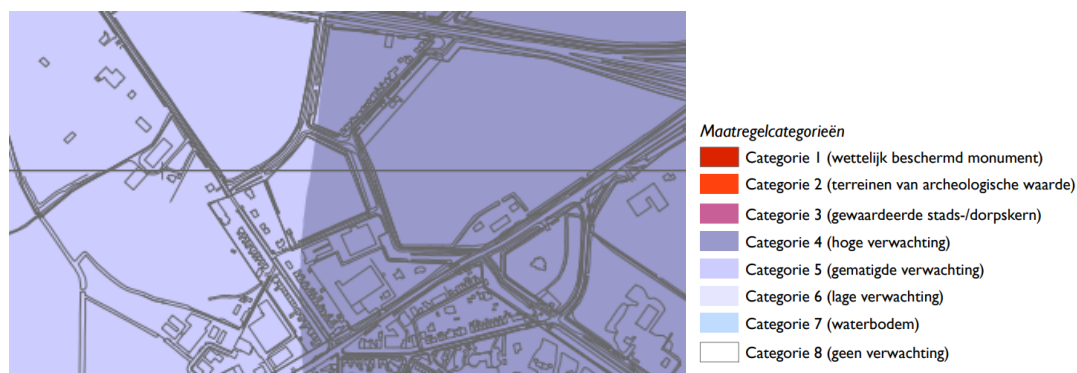 Maatregelcategorieën
Categorie 1 (wettelijk beschermd monument)
Categorie 2 (terreinen van archeologische waarde)
Categorie 3 (gewaardeerde stads-/dorpskern)
Categorie 4 (hoge verwachting)
Categorie 5 (gematigde verwachting)
Categorie 6 (lage verwachting)
Categorie 7 (waterbodem)
Categorie 8 (geen verwachting)